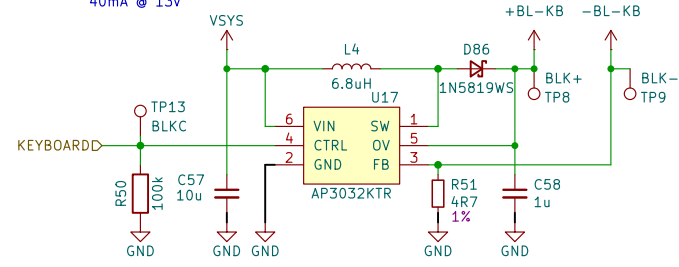 40mA @ 13V
VSYS
+BL-KB
-BL-KB
L4
6.8uH
D86
1N5819WS
BLK+
TP8
BLK-
TP9
U17
TP13
BLKC
KEYBOARD
6
VIN
SW
1
4
CTRL
OV
5
2
GND
FB
3
AP3032KTR
R50
100k
C57
10u
R51
4R7
1%
C58
1u
GND
GND
GND
GND
GND